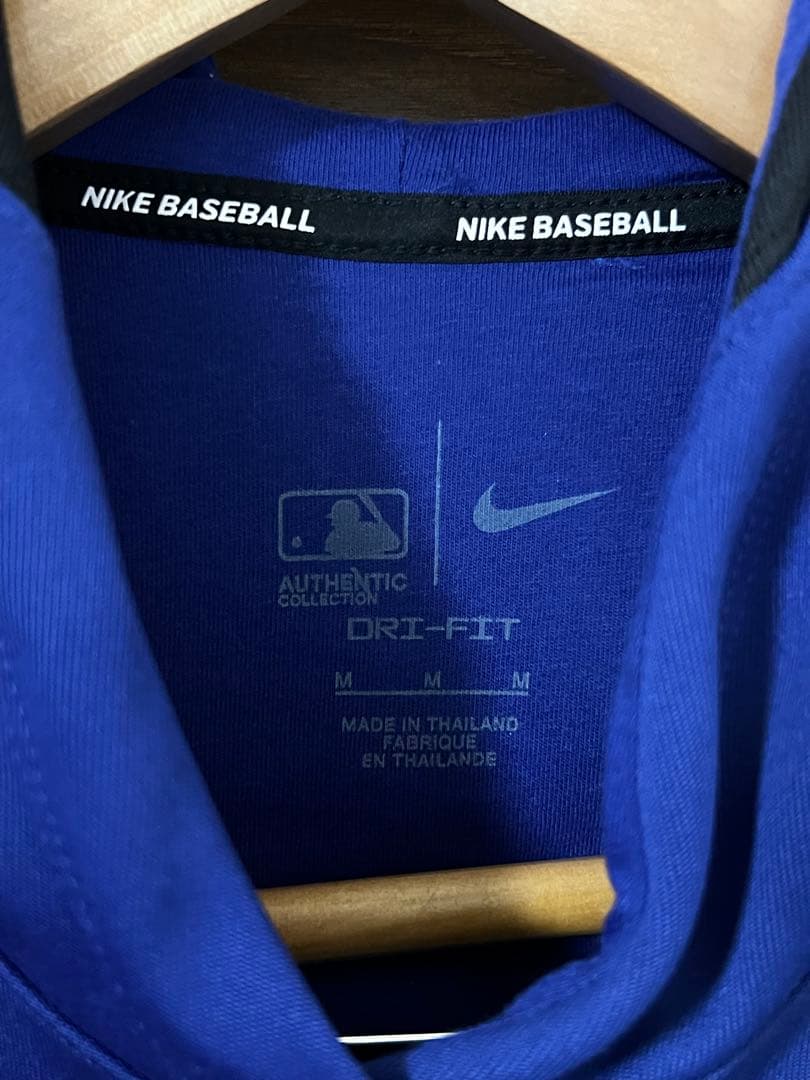 NIKE BASEBALL NIKE BASEBALL
AUTHENTIC
COLLECTION
DRI-FIT
M M M
MADE IN THAILAND
FABRIQUE
EN THAILANDE